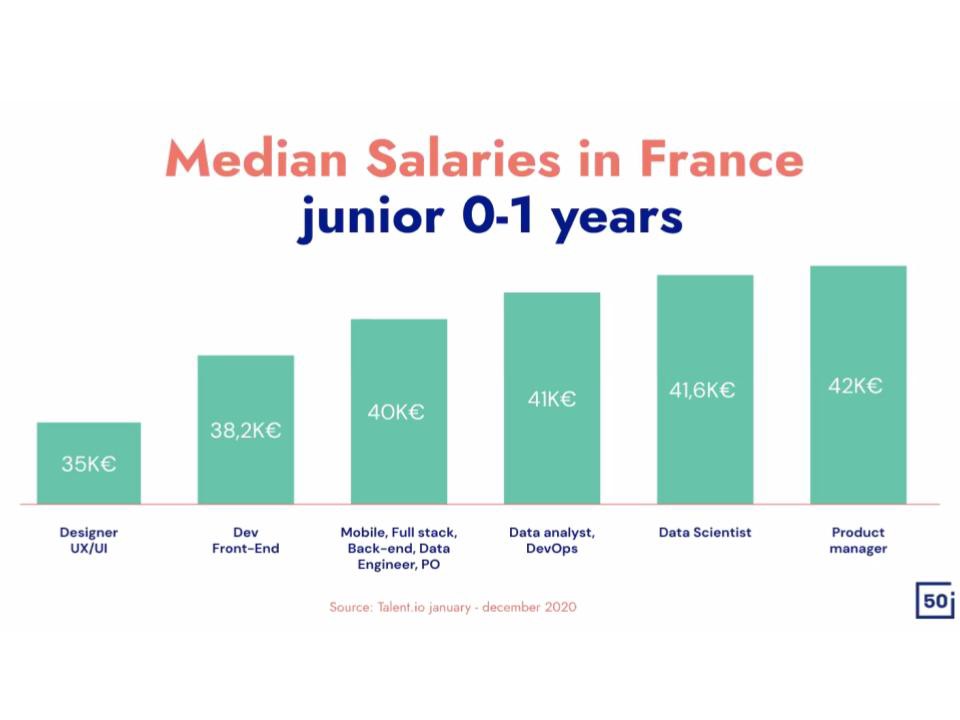 Median Salaries in France
junior 0-1 years
35K€
38,2K€
40K€
41K€
41,6K€
42K€
Designer
UX/UI
Dev
Front-End
Mobile, Full stack,
Back-end, Data
Engineer, PO
Data analyst,
DevOps
Data Scientist
Product
manager
Source: Talent.io january - december 2020
50j